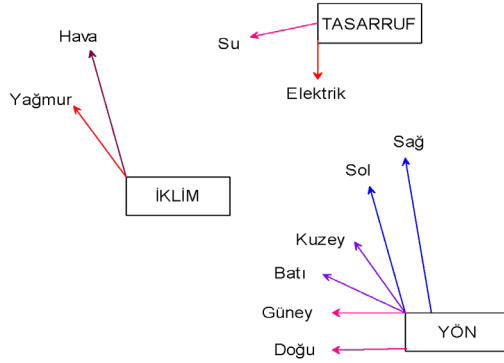 TASARRUF
Hava
Su
Elektrik
Yağmur
Sağ
Sol
İKLİM
Kuzey
Batı
Güney
YÖN
Doğu